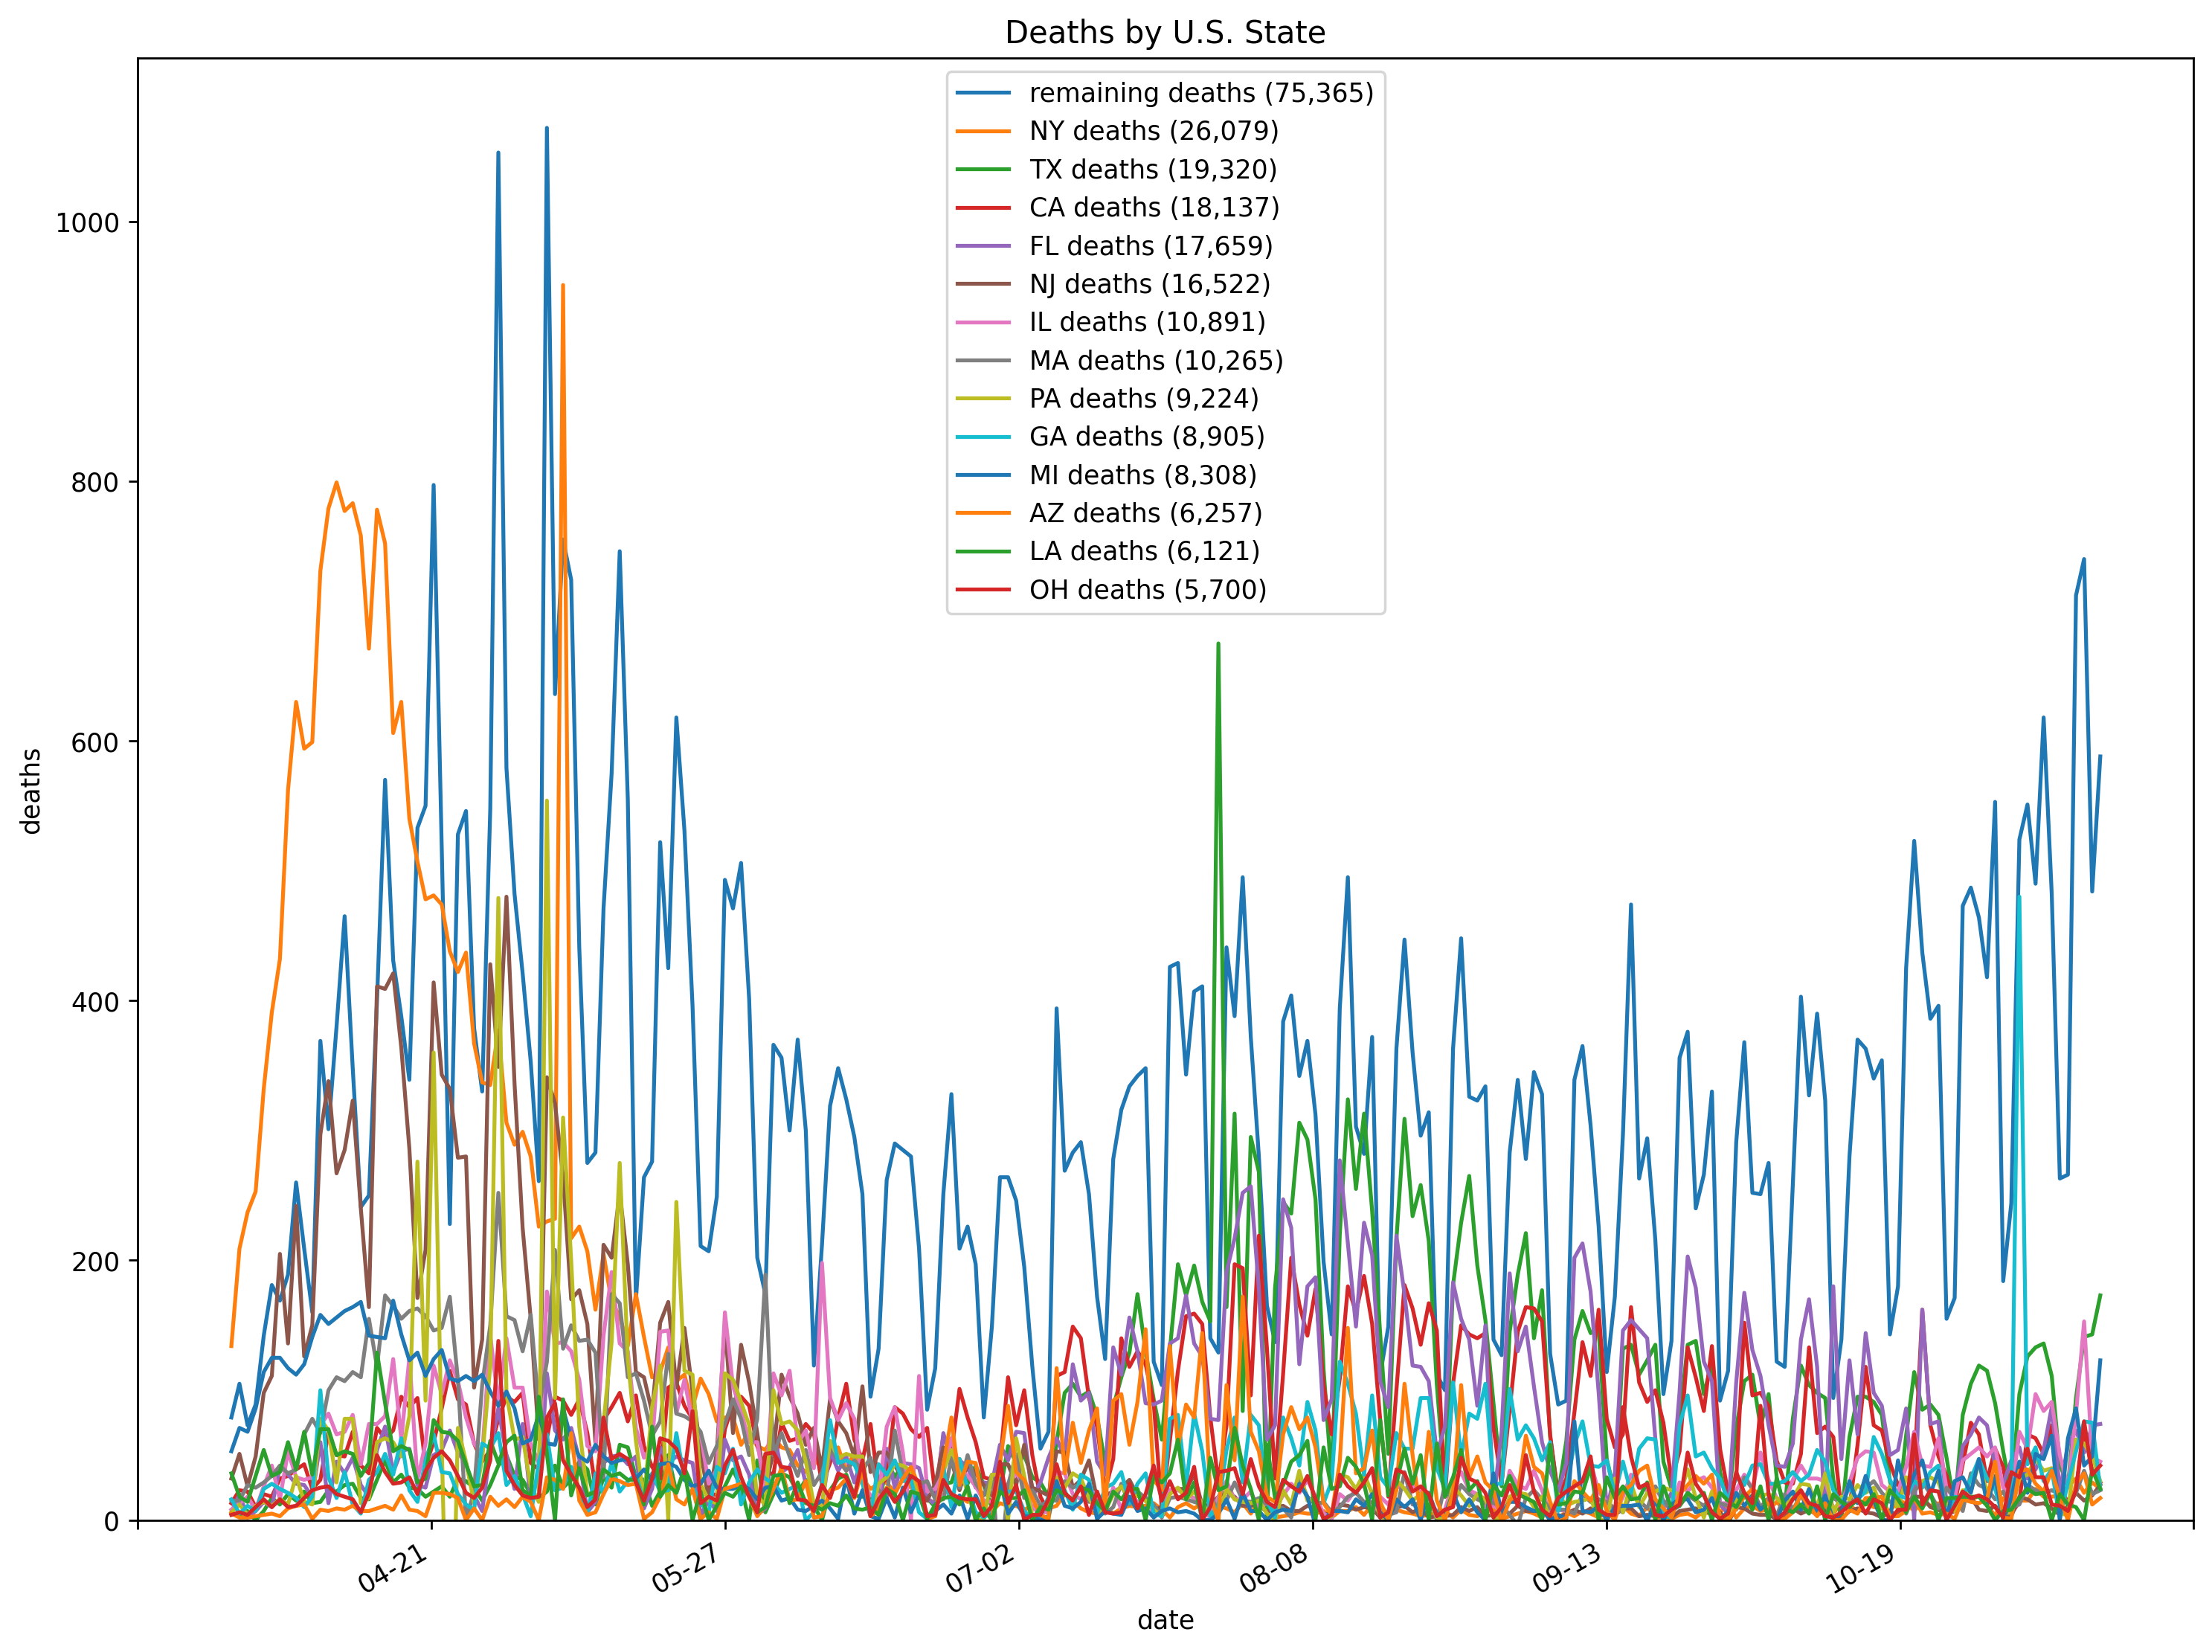 Deaths by U.S. State
remaining deaths (75,365)
NY deaths (26,079)
TX deaths (19,320)
CA deaths (18,137)
FL deaths (17,659)
NJ deaths (16,522)
IL deaths (10,891)
MA deaths (10,265)
PA deaths (9,224)
GA deaths (8,905)
MI deaths (8,308)
AZ deaths (6,257)
LA deaths (6,121)
OH deaths (5,700)
1000
800
600
400
200
0
deaths
04-21
05-27
07-02
08-08
09-13
10-19
date